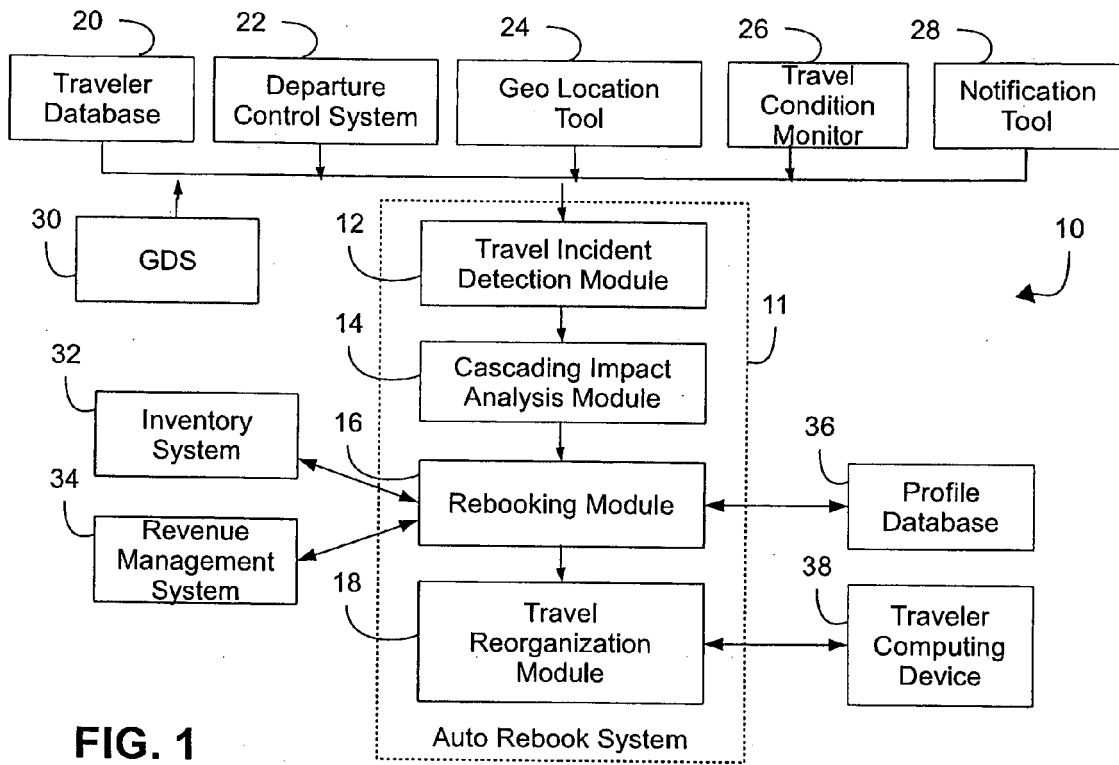 20
22
24
26
28
Traveler
Database
Departure
Control System
Geo Location
Tool
Travel
Condition
Monitor
Notification
Tool
30
GDS
12
Travel Incident
Detection Module
10
14
Cascading Impact
Analysis Module
11
32
Inventory
System
16
Rebooking Module
36
Profile
Database
34
Revenue
Management
System
18
Travel
Reorganization
Module
38
Traveler
Computing
Device
FIG. 1
Auto Rebook System